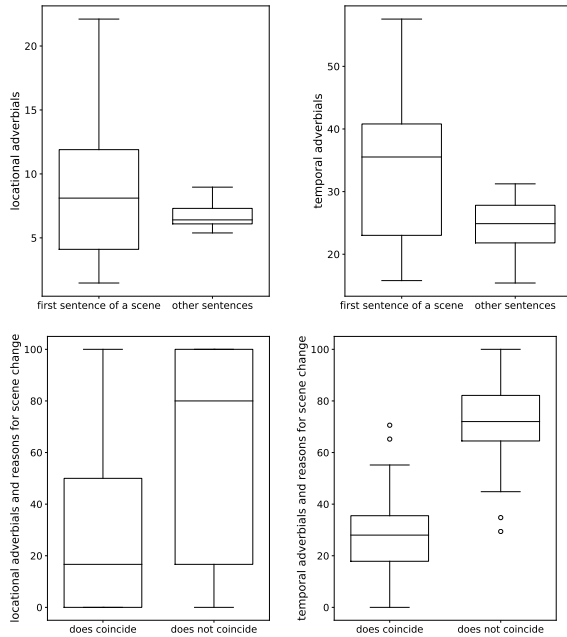 locational adverbials
20
15
10
5
first sentence of a scene
other sentences
temporal adverbials
50
40
30
20
first sentence of a scene
other sentences
locational adverbials and reasons for scene change
100
80
60
40
20
0
does coincide
does not coincide
temporal adverbials and reasons for scene change
100
80
60
40
20
0
does coincide
does not coincide